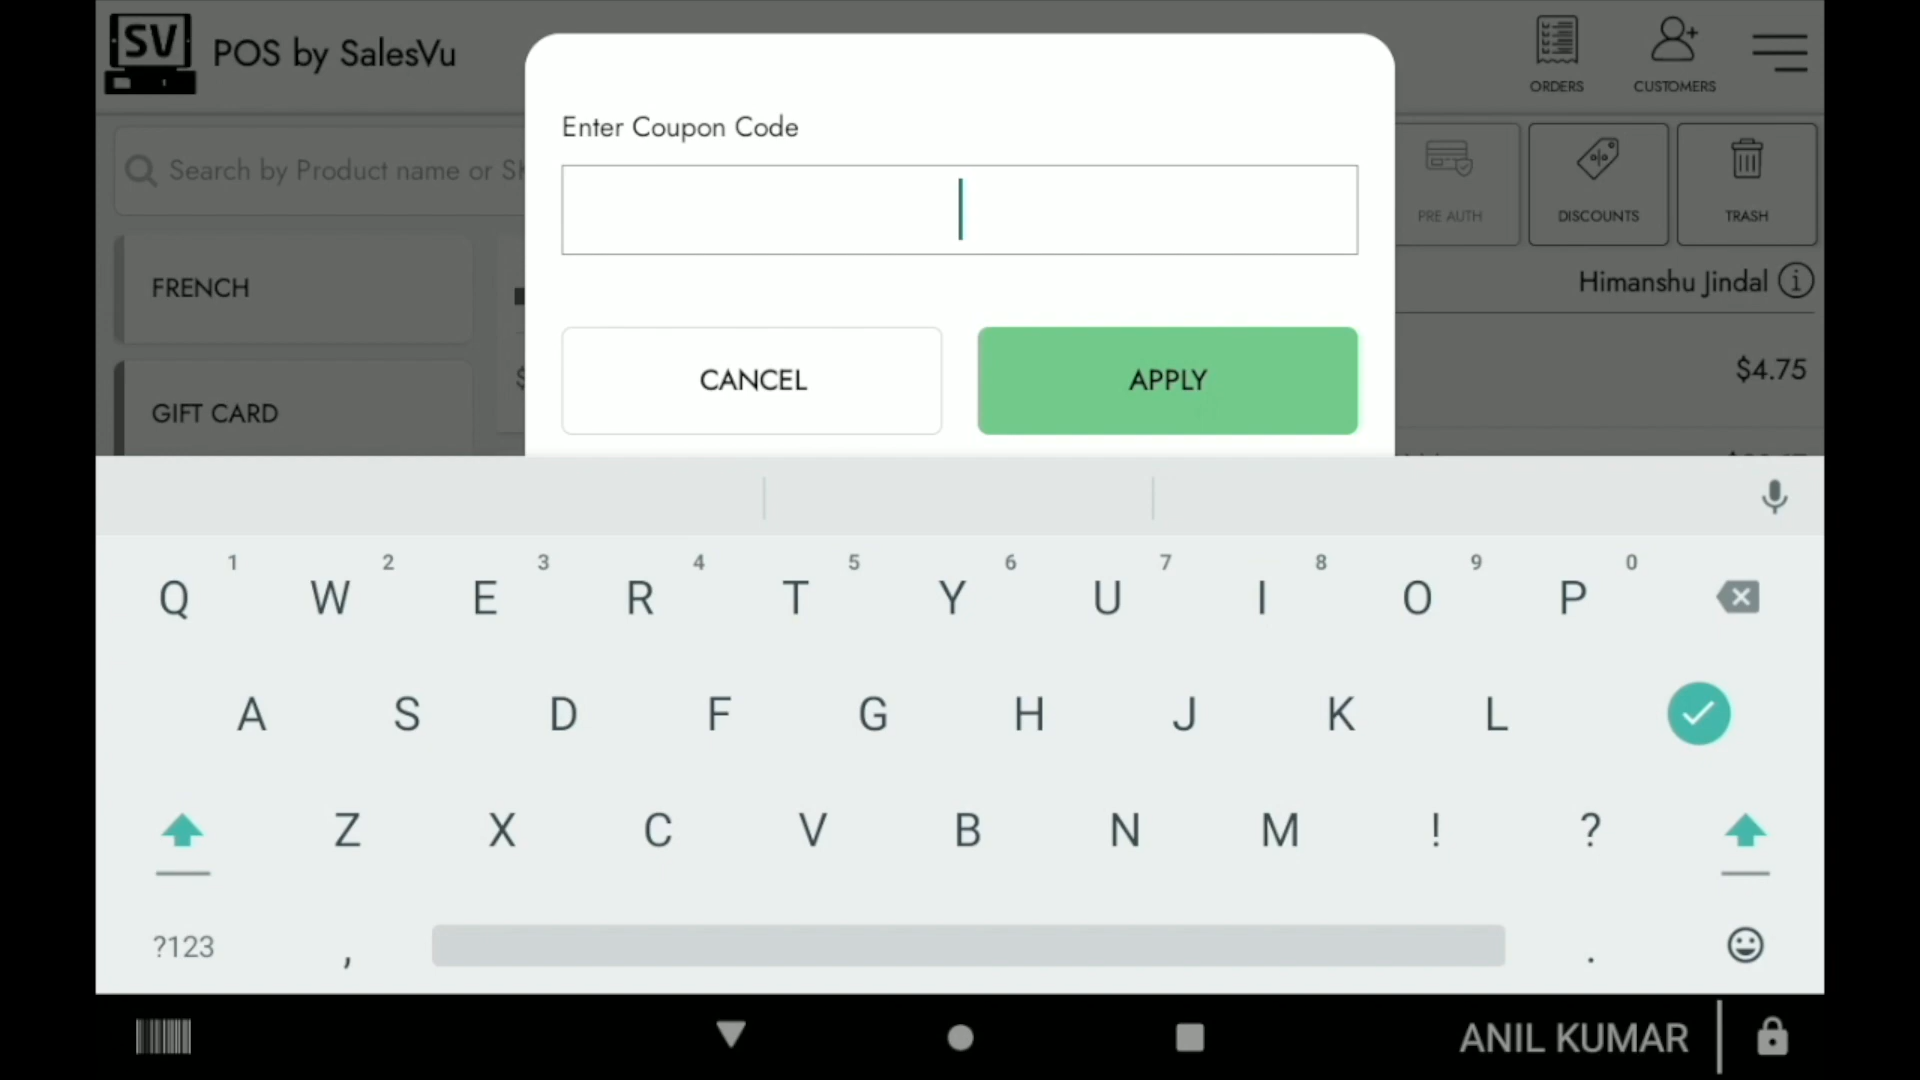 SV
POS by SalesVu
ORDERS
CUSTOMERS
Enter Coupon Code
Search by Product name or
PRE AUTH
DISCOUNTS
TRASH
FRENCH
Himanshu Jindal
$4.75
CANCEL
APPLY
GIFT CARD
1 2 3 4 5 6 7 8 9 0
Q W E R T Y U I O P
A S D F G H J K L
Z X C V B N M ! ?
?123 , .
ANIL KUMAR